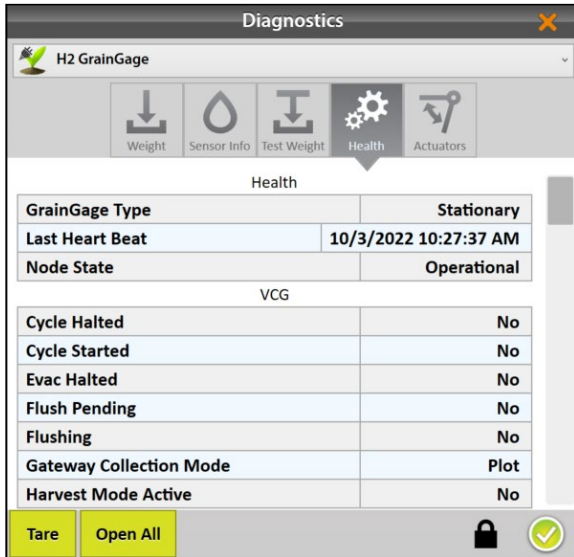 Diagnostics
H2 GrainGage
Weight Sensor Info Test Weight Health Actuators
Health
GrainGage Type Stationary
Last Heart Beat 10/3/2022 10:27:37 AM
Node State Operational
VCG
Cycle Halted No
Cycle Started No
Evac Halted No
Flush Pending No
Flushing No
Gateway Collection Mode Plot
Harvest Mode Active No
Tare Open All